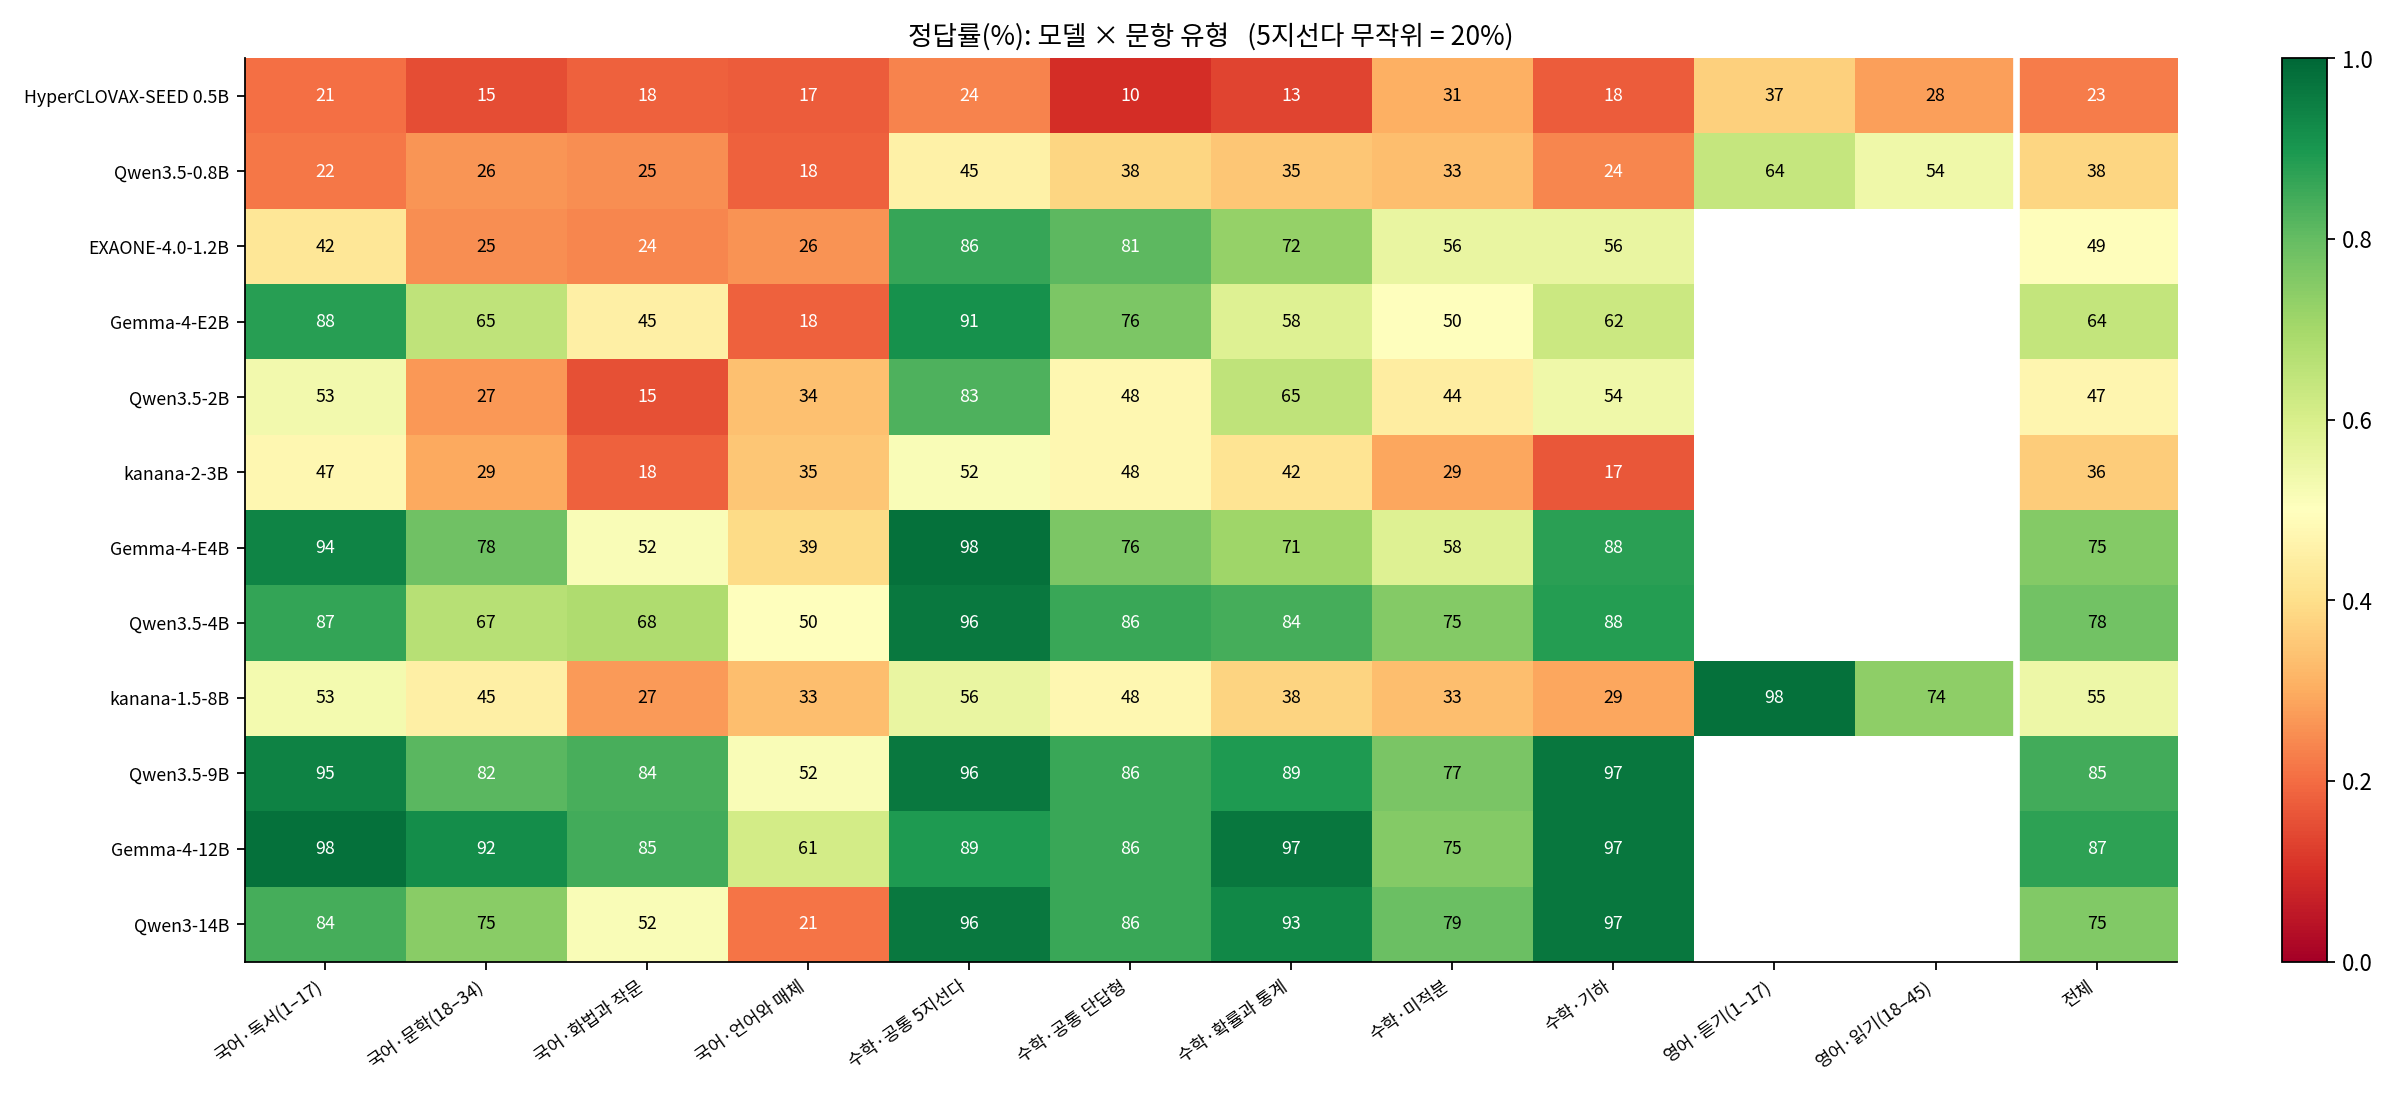 정답률(%): 모델 × 문항 유형 (5지선다 무작위 = 20%)
HyperCLOVAX-SEED 0.5B 21 15 18 17 24 10 13 31 18 37 28 23
Qwen3.5-0.8B 22 26 25 18 45 38 35 33 24 64 54 38
EXAONE-4.0-1.2B 42 25 24 26 86 81 72 56 56 49
Gemma-4-E2B 88 65 45 18 91 76 58 50 62 64
Qwen3.5-2B 53 27 15 34 83 48 65 44 54 47
kanana-2-3B 47 29 18 35 52 48 42 29 17 36
Gemma-4-E4B 94 78 52 39 98 76 71 58 88 75
Qwen3.5-4B 87 67 68 50 96 86 84 75 88 78
kanana-1.5-8B 53 45 27 33 56 48 38 33 29 98 74 55
Qwen3.5-9B 95 82 84 52 96 86 89 77 97 85
Gemma-4-12B 98 92 85 61 89 86 97 75 97 87
Qwen3-14B 84 75 52 21 96 86 93 79 97 75
국어·독서(1–17) 국어·문학(18–34) 국어·화법과 작문 국어·언어와 매체 수학·공통 5지선다 수학·공통 단답형 수학·확률과 통계 수학·미적분 수학·기하 영어·듣기(1–17) 영어·읽기(18–45) 전체
1.0
0.8
0.6
0.4
0.2
0.0